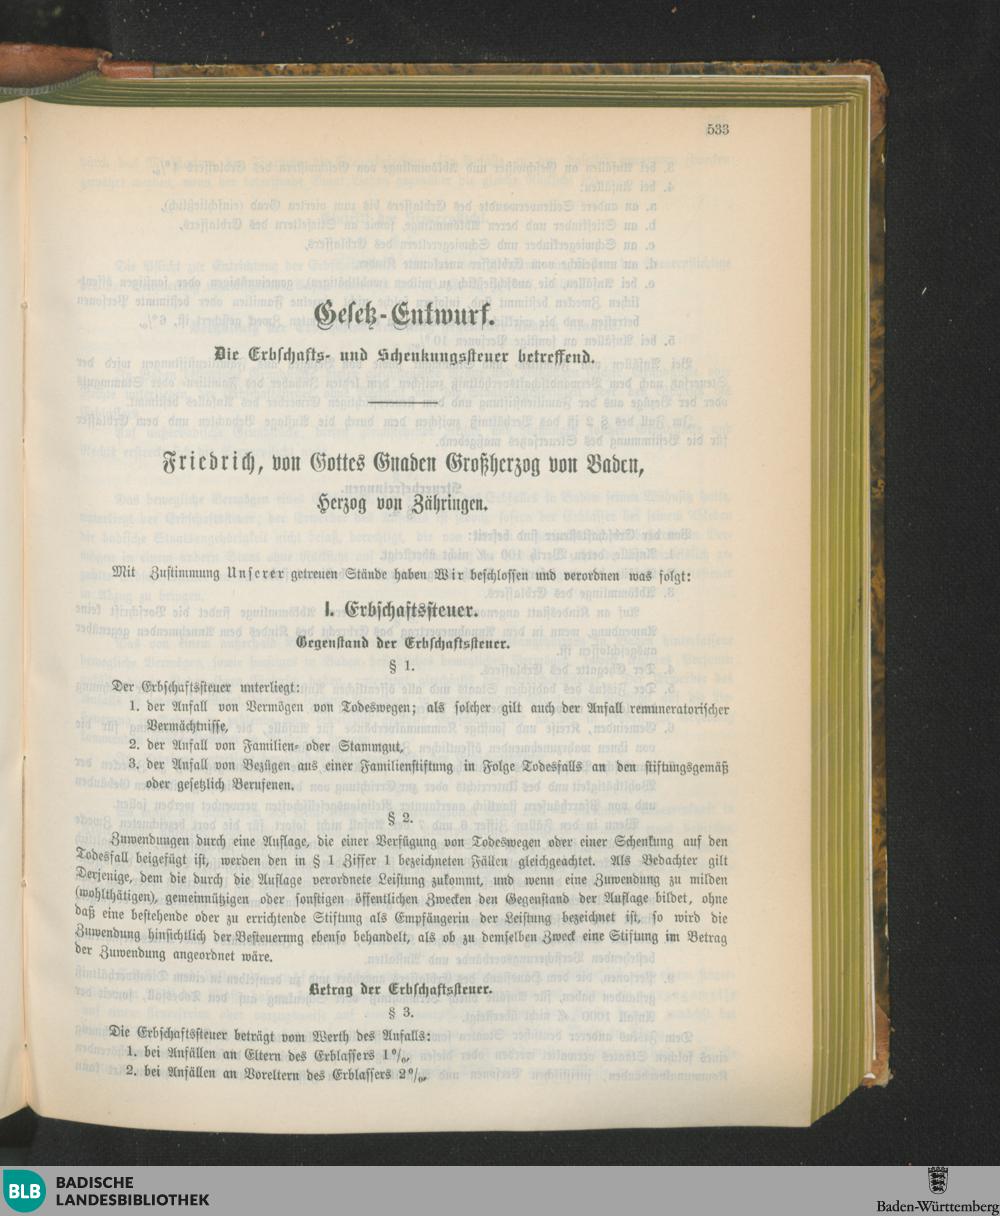 533
Gesetz-Entwurf.
Die Erbschafts- und Schenkungssteuer betreffend.
Friedrich, von Gottes Gnaden Großherzog von Baden,
Herzog von Zähringen.
Mit Zustimmung Unserer getreuen Stände haben Wir beschlossen und verordnen was folgt:
I. Erbschaftssteuer.
Gegenstand der Erbschaftssteuer.
§ 1.
Der Erbschaftssteuer unterliegt:
1. der Anfall von Vermögen von Todeswegen; als solcher gilt auch der Anfall remuneratorischer
Vermächtnisse,
2. der Anfall von Familien- oder Stammgut,
3. der Anfall von Bezügen aus einer Familienstiftung in Folge Todesfalls an den stiftungsgemäß
oder gesetzlich Berufenen.
§ 2.
Zuwendungen durch eine Auflage, die einer Verfügung von Todeswegen oder einer Schenkung auf den
Todesfall beigefügt ist, werden den in § 1 Ziffer 1 bezeichneten Fällen gleichgeachtet. Als Bedachter gilt
Derjenige, dem die durch die Auflage verordnete Leistung zukommt, und wenn eine Zuwendung zu milden
(wohlthätigen), gemeinnützigen oder sonstigen öffentlichen Zwecken den Gegenstand der Auflage bildet, ohne
daß eine bestehende oder zu errichtende Stiftung als Empfängerin der Leistung bezeichnet ist, so wird die
Zuwendung hinsichtlich der Besteuerung ebenso behandelt, als ob zu demselben Zweck eine Stiftung im Betrag
der Zuwendung angeordnet wäre.
Betrag der Erbschaftssteuer.
§ 3.
Die Erbschaftssteuer beträgt vom Werth des Anfalls:
1. bei Anfällen an Eltern des Erblassers 1%,
2. bei Anfällen an Voreltern des Erblassers 2%,
BLB BADISCHE
LANDESBIBLIOTHEK
Baden-Württemberg